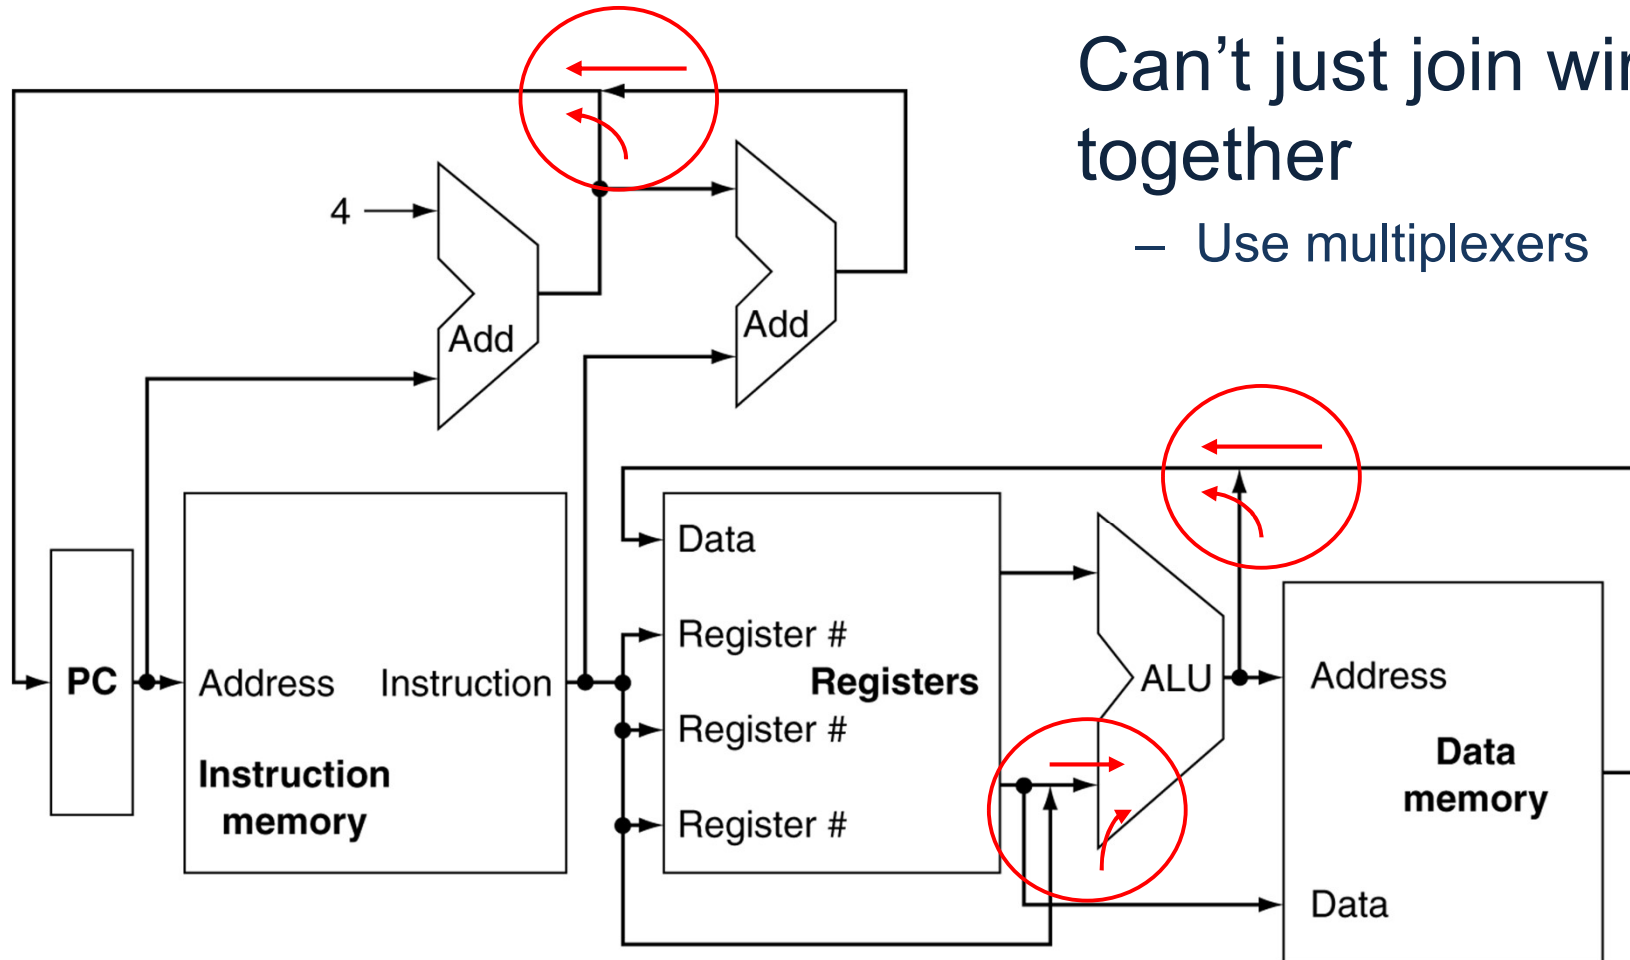 Can't just join
together
– Use multiplexers
4
Add
Add
Data
Register #
PC
Address
Instruction
Registers
ALU
Address
Register #
Instruction
memory
Data
memory
Register #
Data